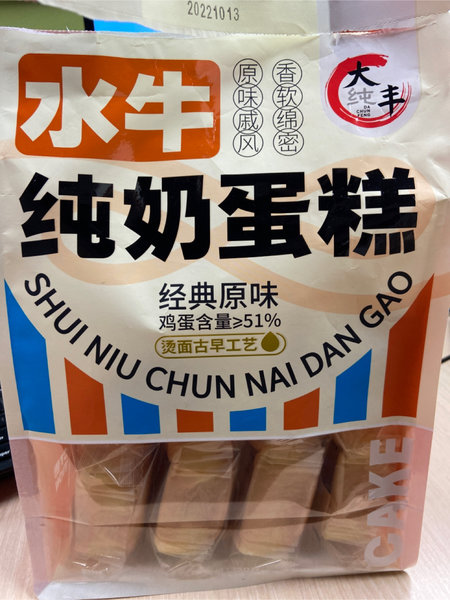 20221013
水牛
原味戚风
香软绵密
大纯丰
DA
CHUN
FENG
纯奶蛋糕
SHUI NIU CHUN NAI DAN GAO
经典原味
鸡蛋含量≥51%
烫面古早工艺
CAKE